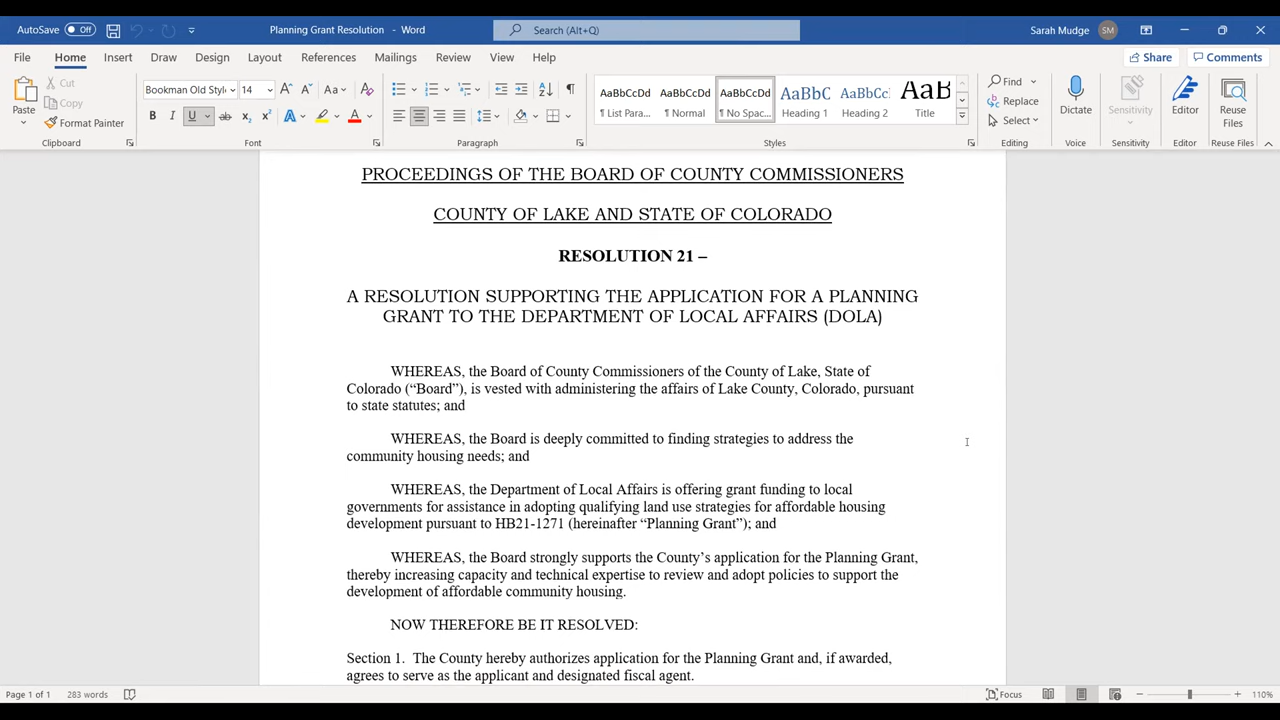 AutoSave Off Planning Grant Resolution - Word Search (Alt+Q) Sarah Mudge SM
File Home Insert Draw Design Layout References Mailings Review View Help Share Comments
Paste Cut Copy Format Painter
Clipboard
Bookman Old Styl 14
Font
Paragraph
AaBbCcDd AaBbCcDd AaBbCcDd AaBbC AaBbCc AaBb
¶ List Para... ¶ Normal ¶ No Spac... Heading 1 Heading 2 Title
Styles
Find
Replace
Select
Editing
Dictate
Voice
Sensitivity
Sensitivity
Editor
Editor
Reuse Files
Reuse Files
PROCEEDINGS OF THE BOARD OF COUNTY COMMISSIONERS
COUNTY OF LAKE AND STATE OF COLORADO
RESOLUTION 21 –
A RESOLUTION SUPPORTING THE APPLICATION FOR A PLANNING
GRANT TO THE DEPARTMENT OF LOCAL AFFAIRS (DOLA)
WHEREAS, the Board of County Commissioners of the County of Lake, State of
Colorado (“Board”), is vested with administering the affairs of Lake County, Colorado, pursuant
to state statutes; and
WHEREAS, the Board is deeply committed to finding strategies to address the
community housing needs; and
WHEREAS, the Department of Local Affairs is offering grant funding to local
governments for assistance in adopting qualifying land use strategies for affordable housing
development pursuant to HB21-1271 (hereinafter “Planning Grant”); and
WHEREAS, the Board strongly supports the County’s application for the Planning Grant,
thereby increasing capacity and technical expertise to review and adopt policies to support the
development of affordable community housing.
NOW THEREFORE BE IT RESOLVED:
Section 1. The County hereby authorizes application for the Planning Grant and, if awarded,
agrees to serve as the applicant and designated fiscal agent.
Page 1 of 1 283 words Focus 110%